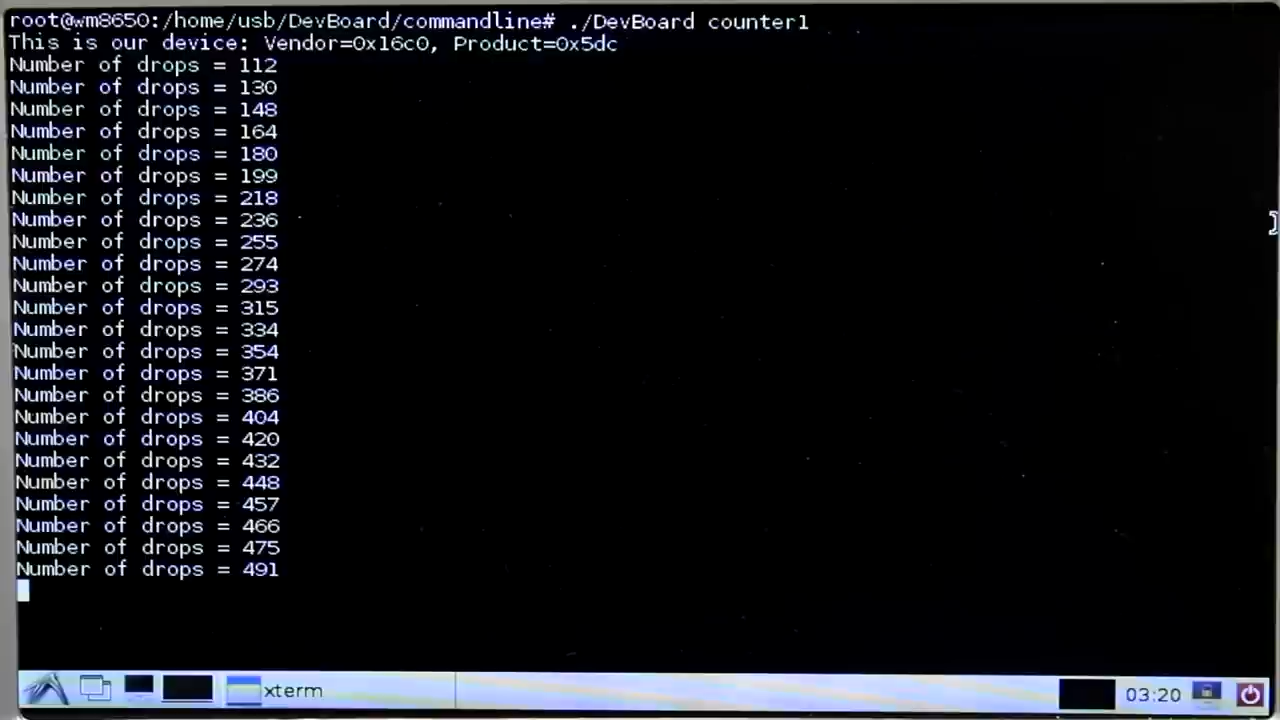 root@wm8650:/home/usb/DevBoard/commandline# ./DevBoard counter1
This is our device: Vendor=0x16c0, Product=0x5dc
Number of drops = 112
Number of drops = 130
Number of drops = 148
Number of drops = 164
Number of drops = 180
Number of drops = 199
Number of drops = 218
Number of drops = 236
Number of drops = 255
Number of drops = 274
Number of drops = 293
Number of drops = 315
Number of drops = 334
Number of drops = 354
Number of drops = 371
Number of drops = 386
Number of drops = 404
Number of drops = 420
Number of drops = 432
Number of drops = 448
Number of drops = 457
Number of drops = 466
Number of drops = 475
Number of drops = 491
xterm
03:20